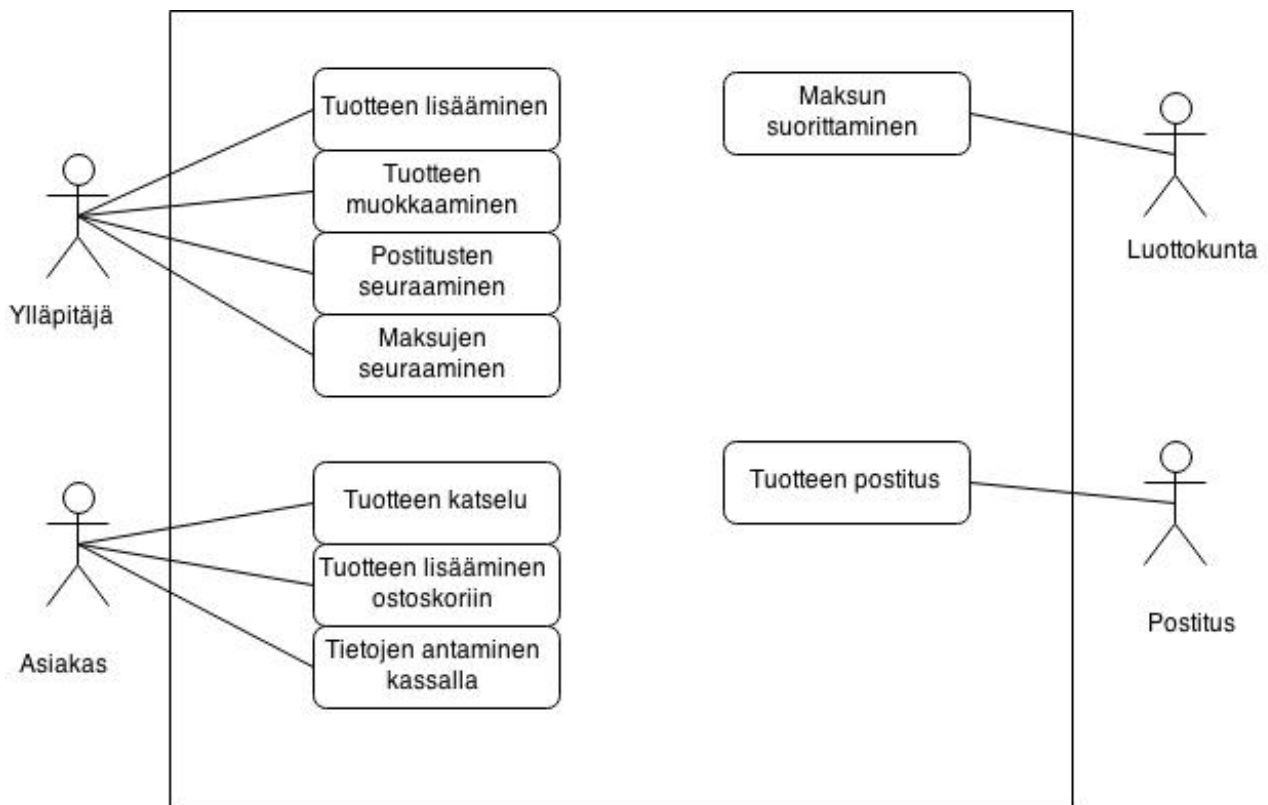 Tuotteen lisääminen
Tuotteen
muokkaaminen
Postitusten
seuraaminen
Maksujen
seuraaminen
Ylläpitäjä
Maksun
suorittaminen
Luottokunta
Tuotteen katselu
Tuotteen lisääminen
ostoskoriin
Tietojen antaminen
kassalla
Asiakas
Tuotteen postitus
Postitus